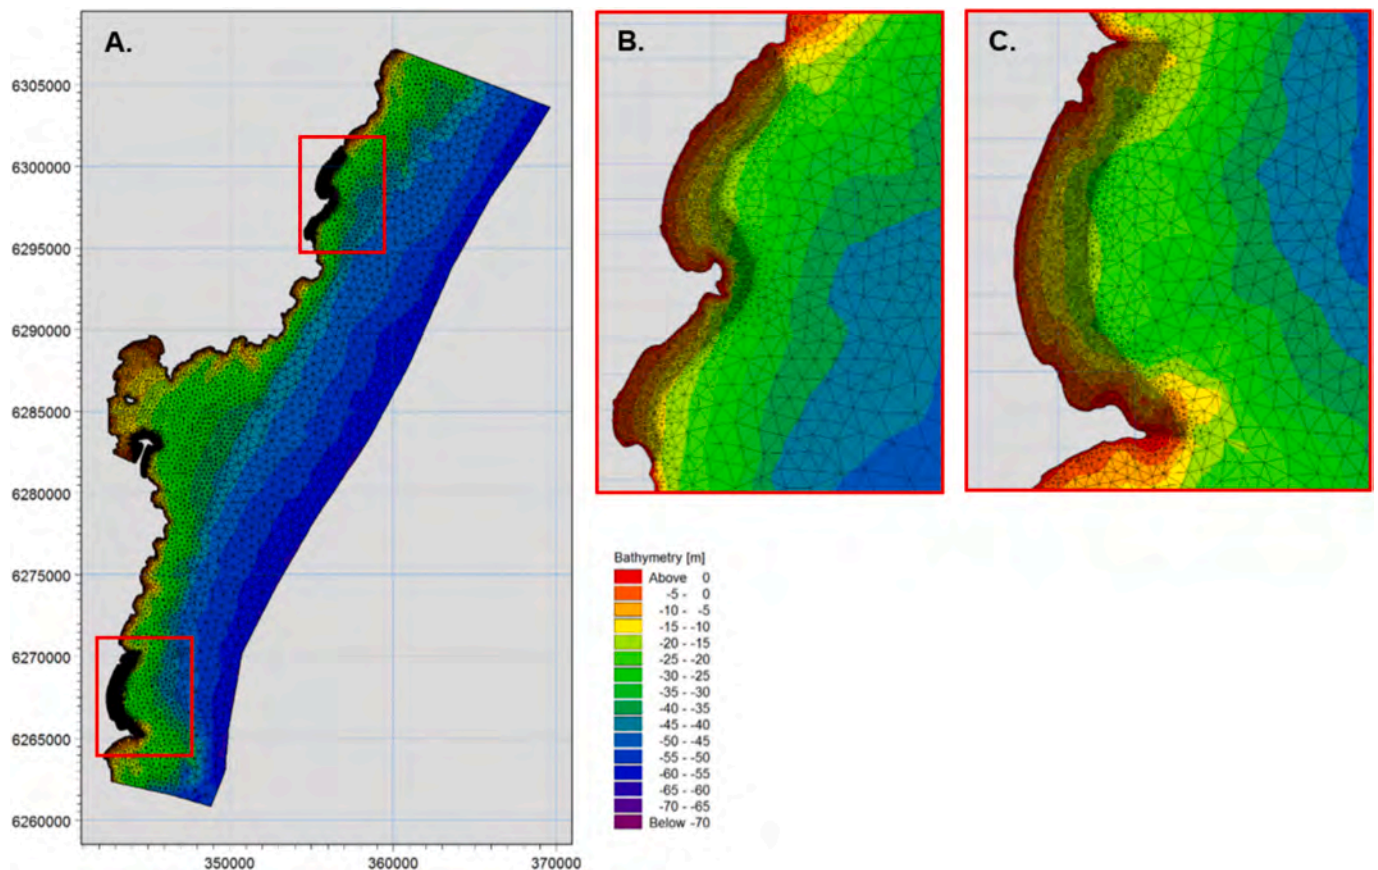 A.
B.
C.
6305000
6300000
6295000
6290000
6285000
6280000
6275000
6270000
6265000
6260000
350000 360000 370000
Bathymetry [m]
Above 0
-5 - 0
-10 - -5
-15 - -10
-20 - -15
-25 - -20
-30 - -25
-35 - -30
-40 - -35
-45 - -40
-50 - -45
-55 - -50
-60 - -55
-65 - -60
-70 - -65
Below -70